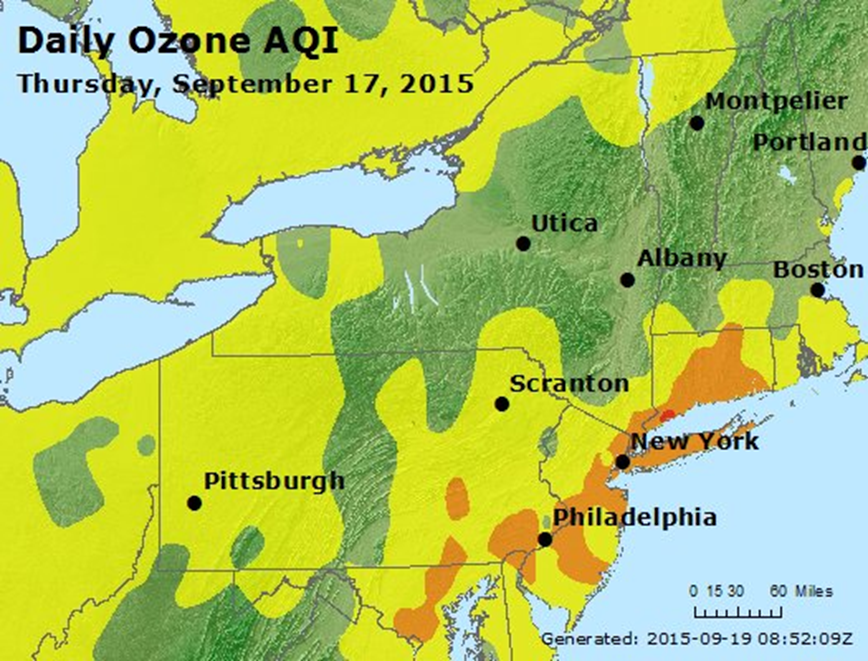 Daily Ozone AQI
Thursday, September 17, 2015
Montpelier
Portland
Utica
Albany
Boston
Scranton
New York
Pittsburgh
Philadelphia
0 15 30 60 Miles
Generated: 2015-09-19 08:52:09Z